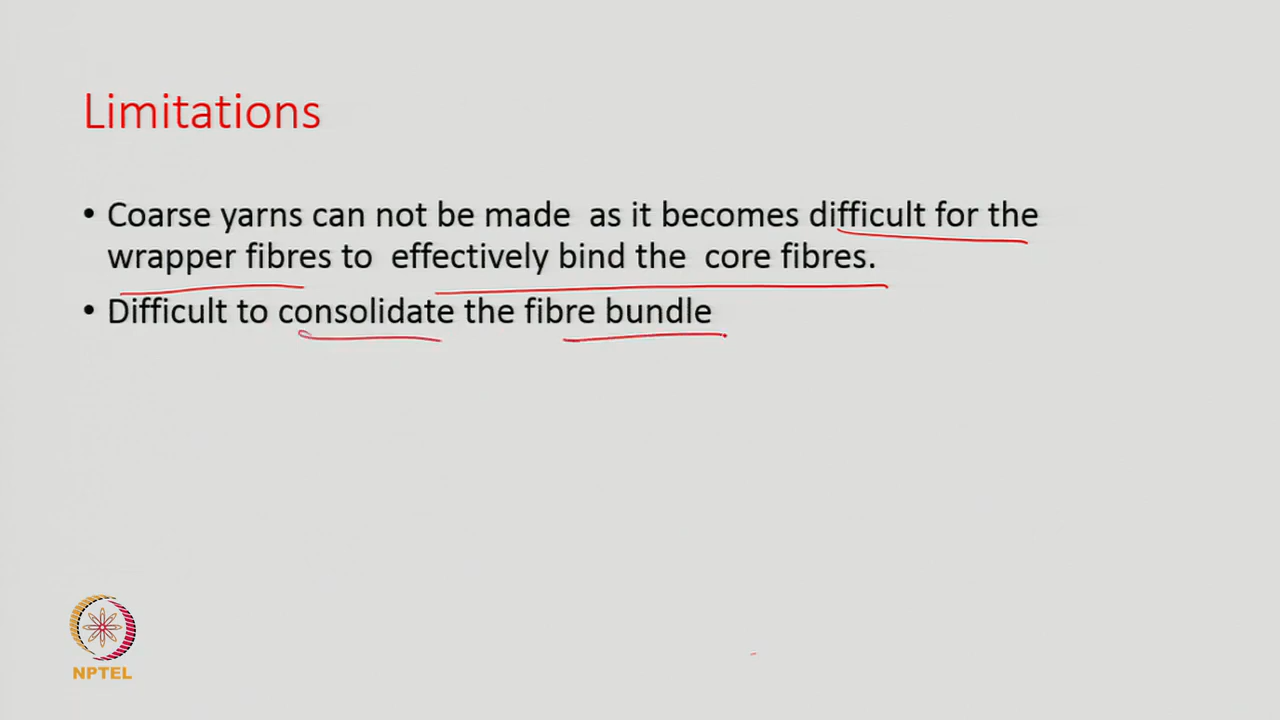 Limitations
• Coarse yarns can not be made as it becomes difficult for the
wrapper fibres to effectively bind the core fibres.
• Difficult to consolidate the fibre bundle
NPTEL